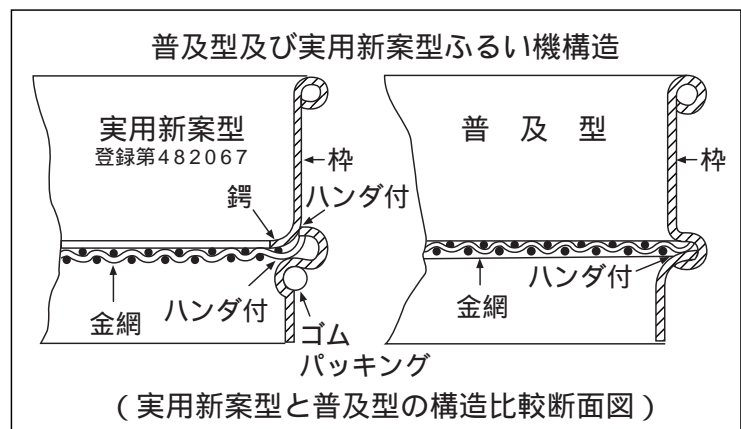 普及型及び実用新案型ふるい機構造
実用新案型
登録第482067
枠
鍔
ハンダ付
ハンダ付
金網
ゴム
パッキング
普及型
枠
ハンダ付
金網
(実用新案型と普及型の構造比較断面図)